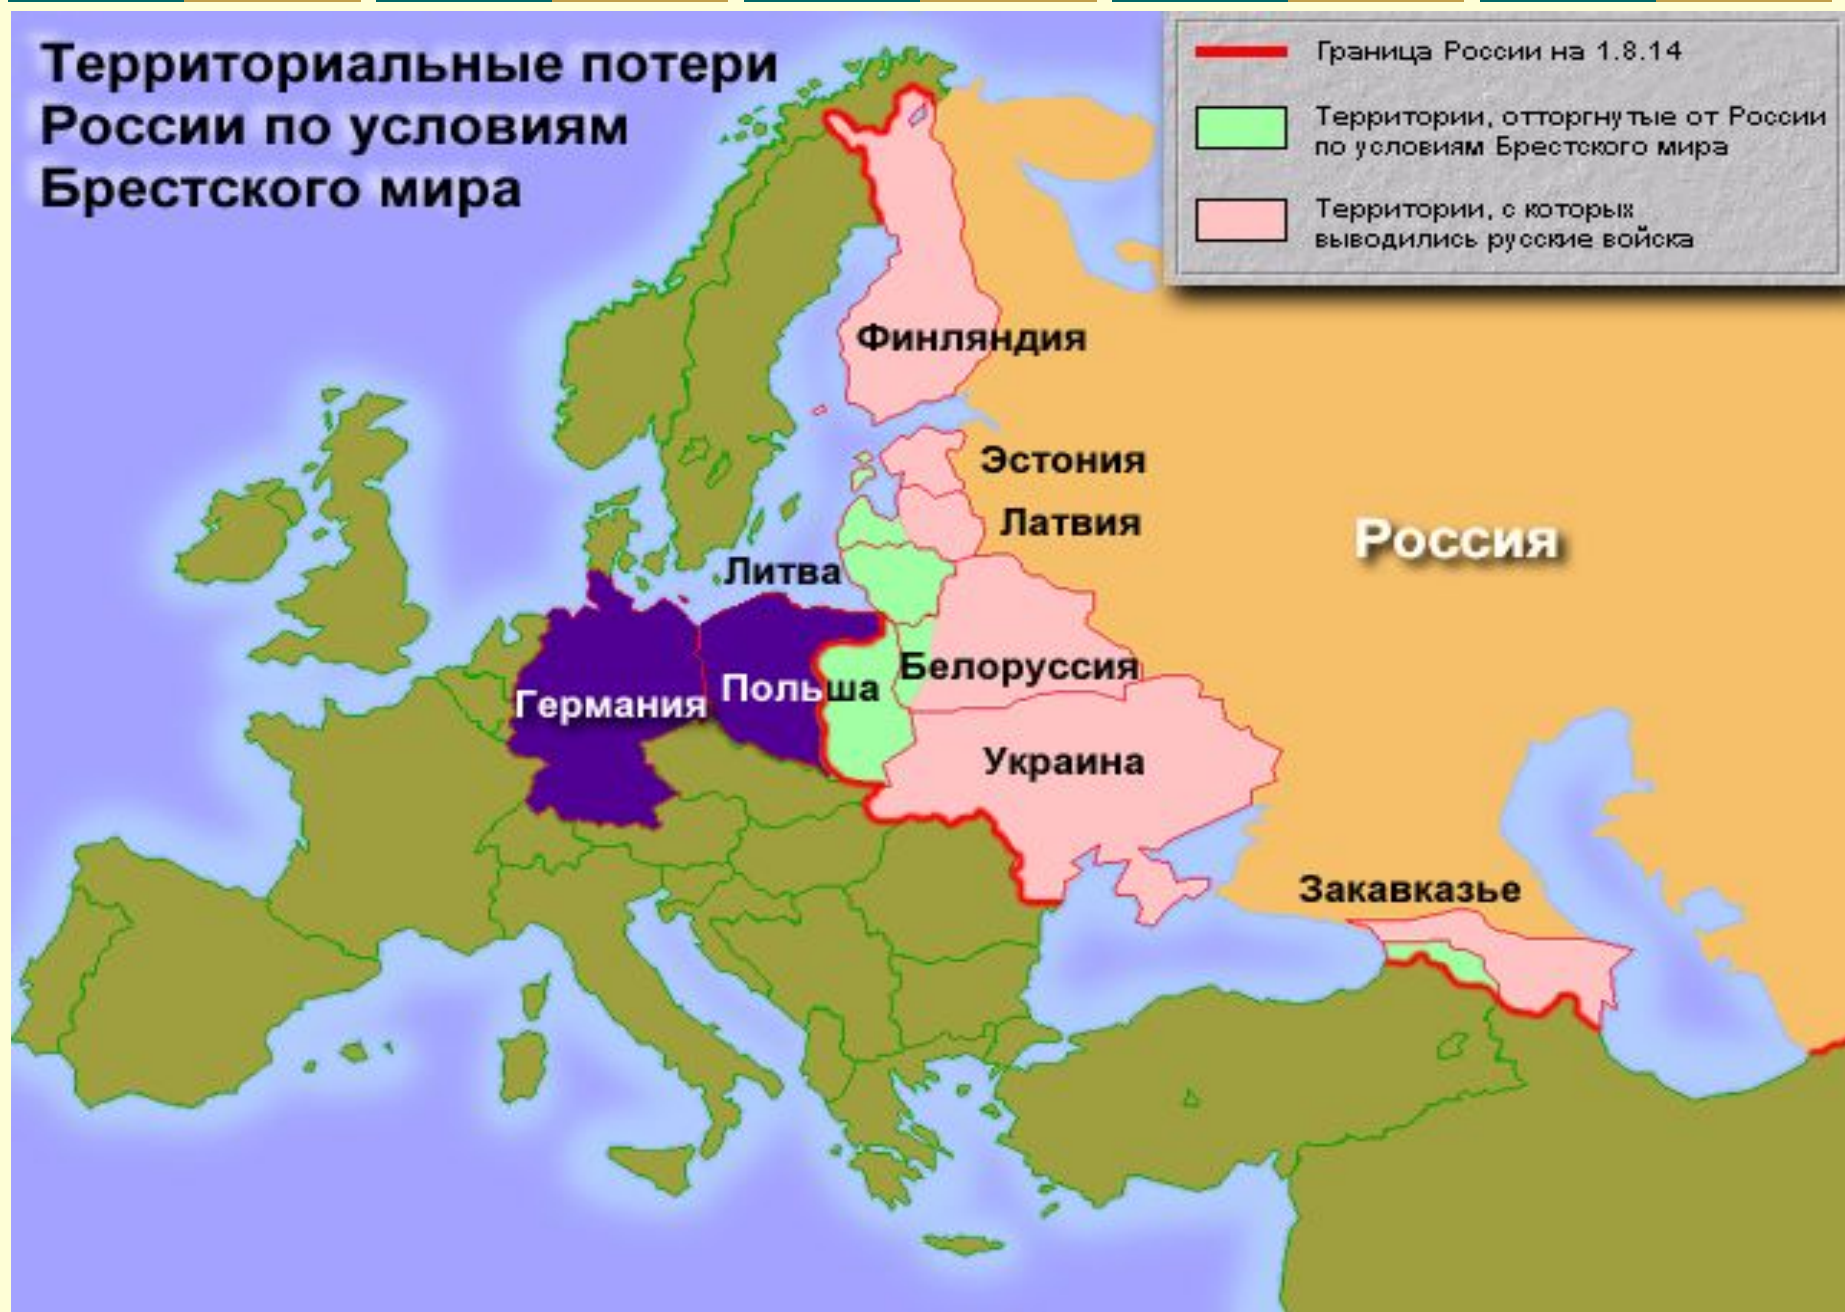 Территориальные потери
России по условиям
Брестского мира
Граница России на 1.8.14
Территории, отторгнутые от России
по условиям Брестского мира
Территории, с которых
выводились русские войска
Финляндия
Эстония
Латвия
Россия
Литва
Белоруссия
Польша
Германия
Украина
Закавказье